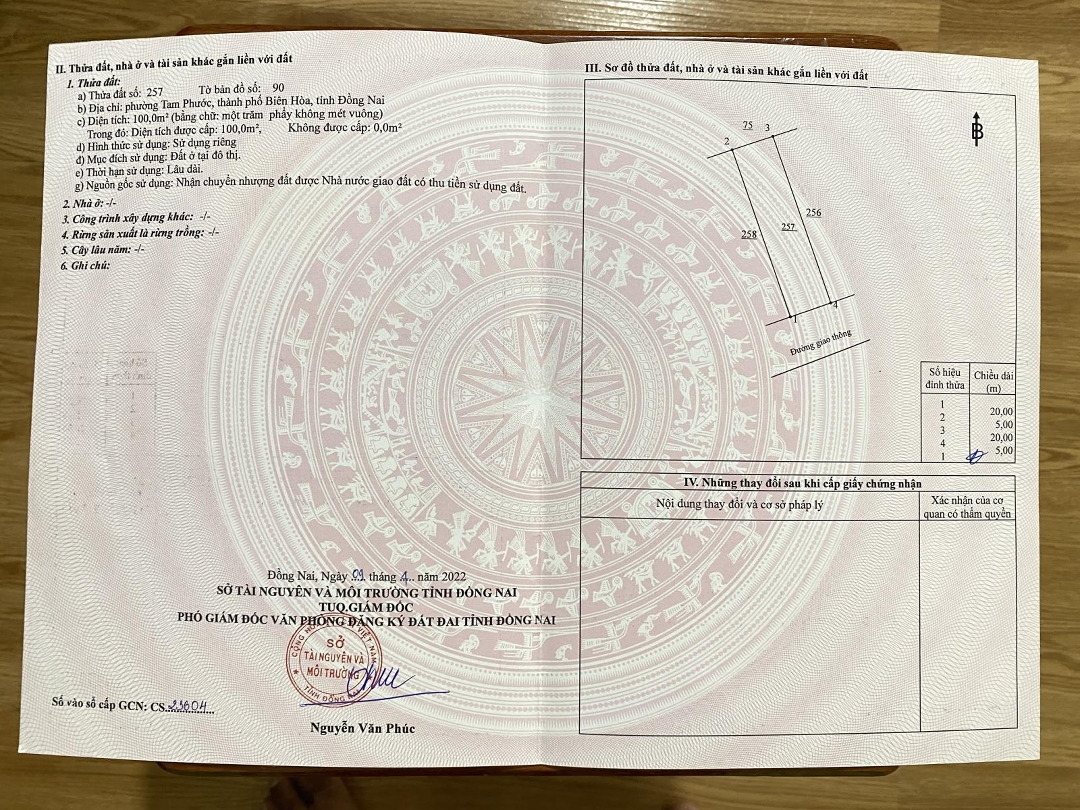 II. Thửa đất, nhà ở và tài sản khác gắn liền với đất
1. Thửa đất:
a) Thửa đất số: 257 Tờ bản đồ số: 90
b) Địa chỉ: phường Tam Phước, thành phố Biên Hòa, tỉnh Đồng Nai
c) Diện tích: 100,0m² (bằng chữ: một trăm phẩy không mét vuông)
Trong đó: Diện tích được cấp: 100,0m², Không được cấp: 0,0m²
d) Hình thức sử dụng: Sử dụng riêng
đ) Mục đích sử dụng: Đất ở tại đô thị.
e) Thời hạn sử dụng: Lâu dài.
g) Nguồn gốc sử dụng: Nhận chuyển nhượng đất được Nhà nước giao đất có thu tiền sử dụng đất.
2. Nhà ở: -/-
3. Công trình xây dựng khác: -/-
4. Rừng sản xuất là rừng trồng: -/-
5. Cây lâu năm: -/-
6. Ghi chú:
Đồng Nai, Ngày 09 tháng 4 năm 2022
SỞ TÀI NGUYÊN VÀ MÔI TRƯỜNG TỈNH ĐỒNG NAI
TUQ.GIÁM ĐỐC
PHÓ GIÁM ĐỐC VĂN PHÒNG ĐĂNG KÝ ĐẤT ĐAI TỈNH ĐỒNG NAI
SỞ
TÀI NGUYÊN VÀ
MÔI TRƯỜNG
TỈNH ĐỒNG NAI
Số vào sổ cấp GCN: CS.23604
Nguyễn Văn Phúc
III. Sơ đồ thửa đất, nhà ở và tài sản khác gắn liền với đất
B
75
2 3
256
258 257
1 4
Đường giao thông
Số hiệu đỉnh thửa Chiều dài (m)
1
20,00
2
5,00
3
20,00
4
5,00
1
IV. Những thay đổi sau khi cấp giấy chứng nhận
Nội dung thay đổi và cơ sở pháp lý Xác nhận của cơ quan có thẩm quyền